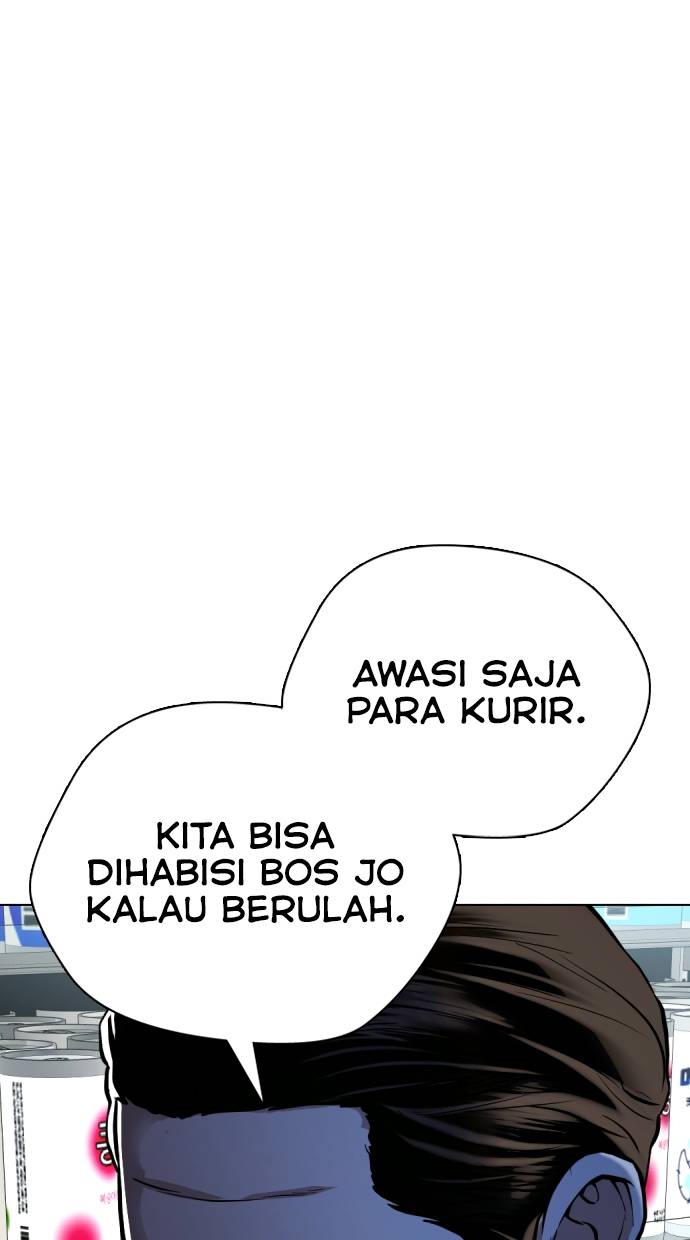 AWASI SAJA
PARA KURIR.
KITA BISA
DIHABISI BOS JO
KALAU BERULAH.